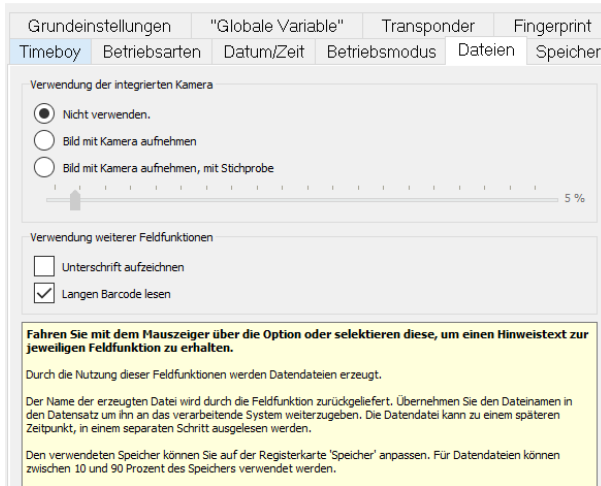 Grundeinstellungen "Globale Variable" Transponder Fingerprint
Timeboy Betriebsarten Datum/Zeit Betriebsmodus Dateien Speicher
Verwendung der integrierten Kamera
Nicht verwenden.
Bild mit Kamera aufnehmen
Bild mit Kamera aufnehmen, mit Stichprobe
5 %
Verwendung weiterer Feldfunktionen
Unterschrift aufzeichnen
Langen Barcode lesen
Fahren Sie mit dem Mauszeiger über die Option oder selektieren diese, um einen Hinweistext zur
jeweiligen Feldfunktion zu erhalten.
Durch die Nutzung dieser Feldfunktionen werden Datendateien erzeugt.
Der Name der erzeugten Datei wird durch die Feldfunktion zurückgeliefert. Übernehmen Sie den Dateinamen in
den Datensatz um ihn an das verarbeitende System weiterzugeben. Die Datendatei kann zu einem späteren
Zeitpunkt, in einem separaten Schritt ausgelesen werden.
Den verwendeten Speicher können Sie auf der Registerkarte 'Speicher' anpassen. Für Datendateien können
zwischen 10 und 90 Prozent des Speichers verwendet werden.